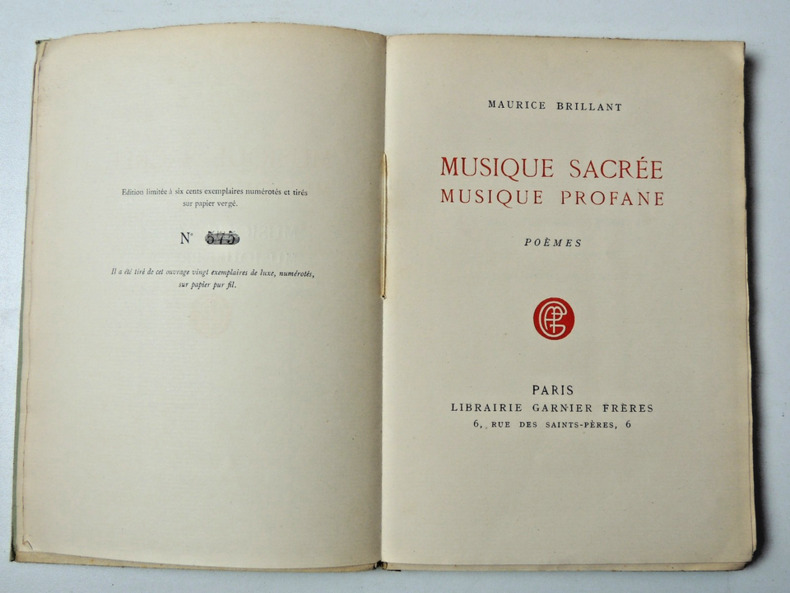 Edition limitée à six cents exemplaires numérotés et tirés
sur papier vergé.
N° 575
Il a été tiré de cet ouvrage vingt exemplaires de luxe, numérotés,
sur papier pur fil.
MAURICE BRILLANT
MUSIQUE SACRÉE
MUSIQUE PROFANE
POÈMES
PARIS
LIBRAIRIE GARNIER FRÈRES
6, RUE DES SAINTS-PÈRES, 6